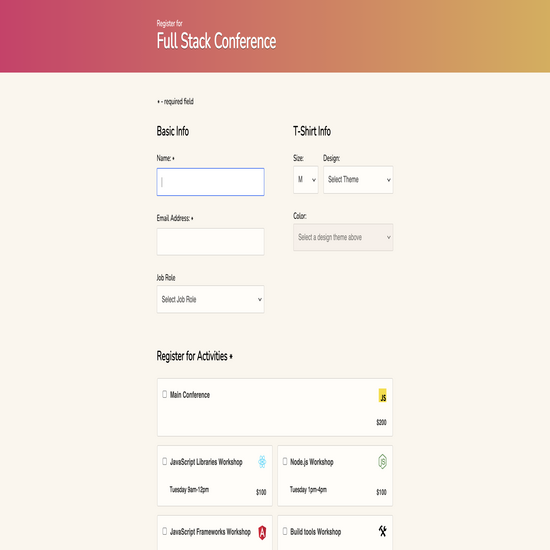 Register for
Full Stack Conference
* - required field
Basic Info
Name: *
Email Address: *
Job Role
Select Job Role
T-Shirt Info
Size:
Design:
M
Select Theme
Color:
Select a design theme above
Register for Activities *
Main Conference
JS
$200
JavaScript Libraries Workshop
Tuesday 9am-12pm
$100
Node.js Workshop
JS
Tuesday 1pm-4pm
$100
JavaScript Frameworks Workshop
A
Build tools Workshop